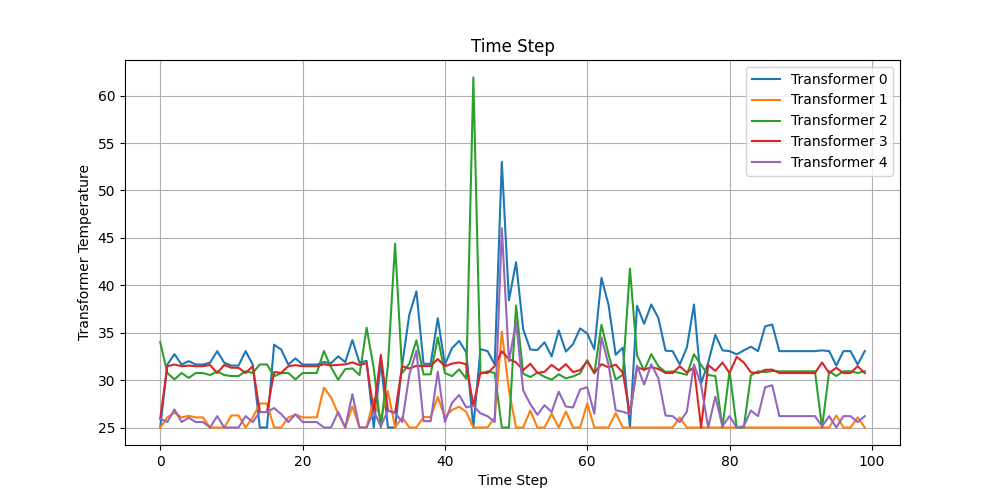 Time Step
Transformer Temperature
60
55
50
45
40
35
30
25
0
20
40
60
80
100
Time Step
Transformer 0
Transformer 1
Transformer 2
Transformer 3
Transformer 4